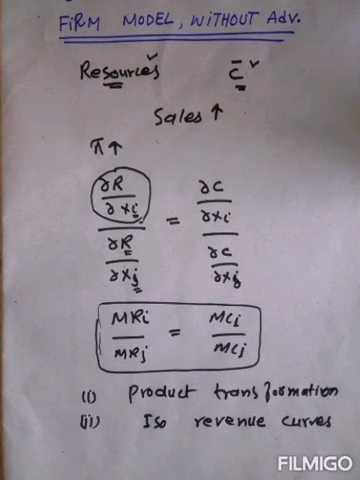 FIRM MODEL, WITHOUT Adv.
Resources C̄
Sales ↑
π ↑
∂R/∂xi / ∂R/∂xj = ∂C/∂xi / ∂C/∂xj
MRi/MRj = MCi/MCj
(i) Product transformation
(ii) Iso revenue curves
FILMIGO